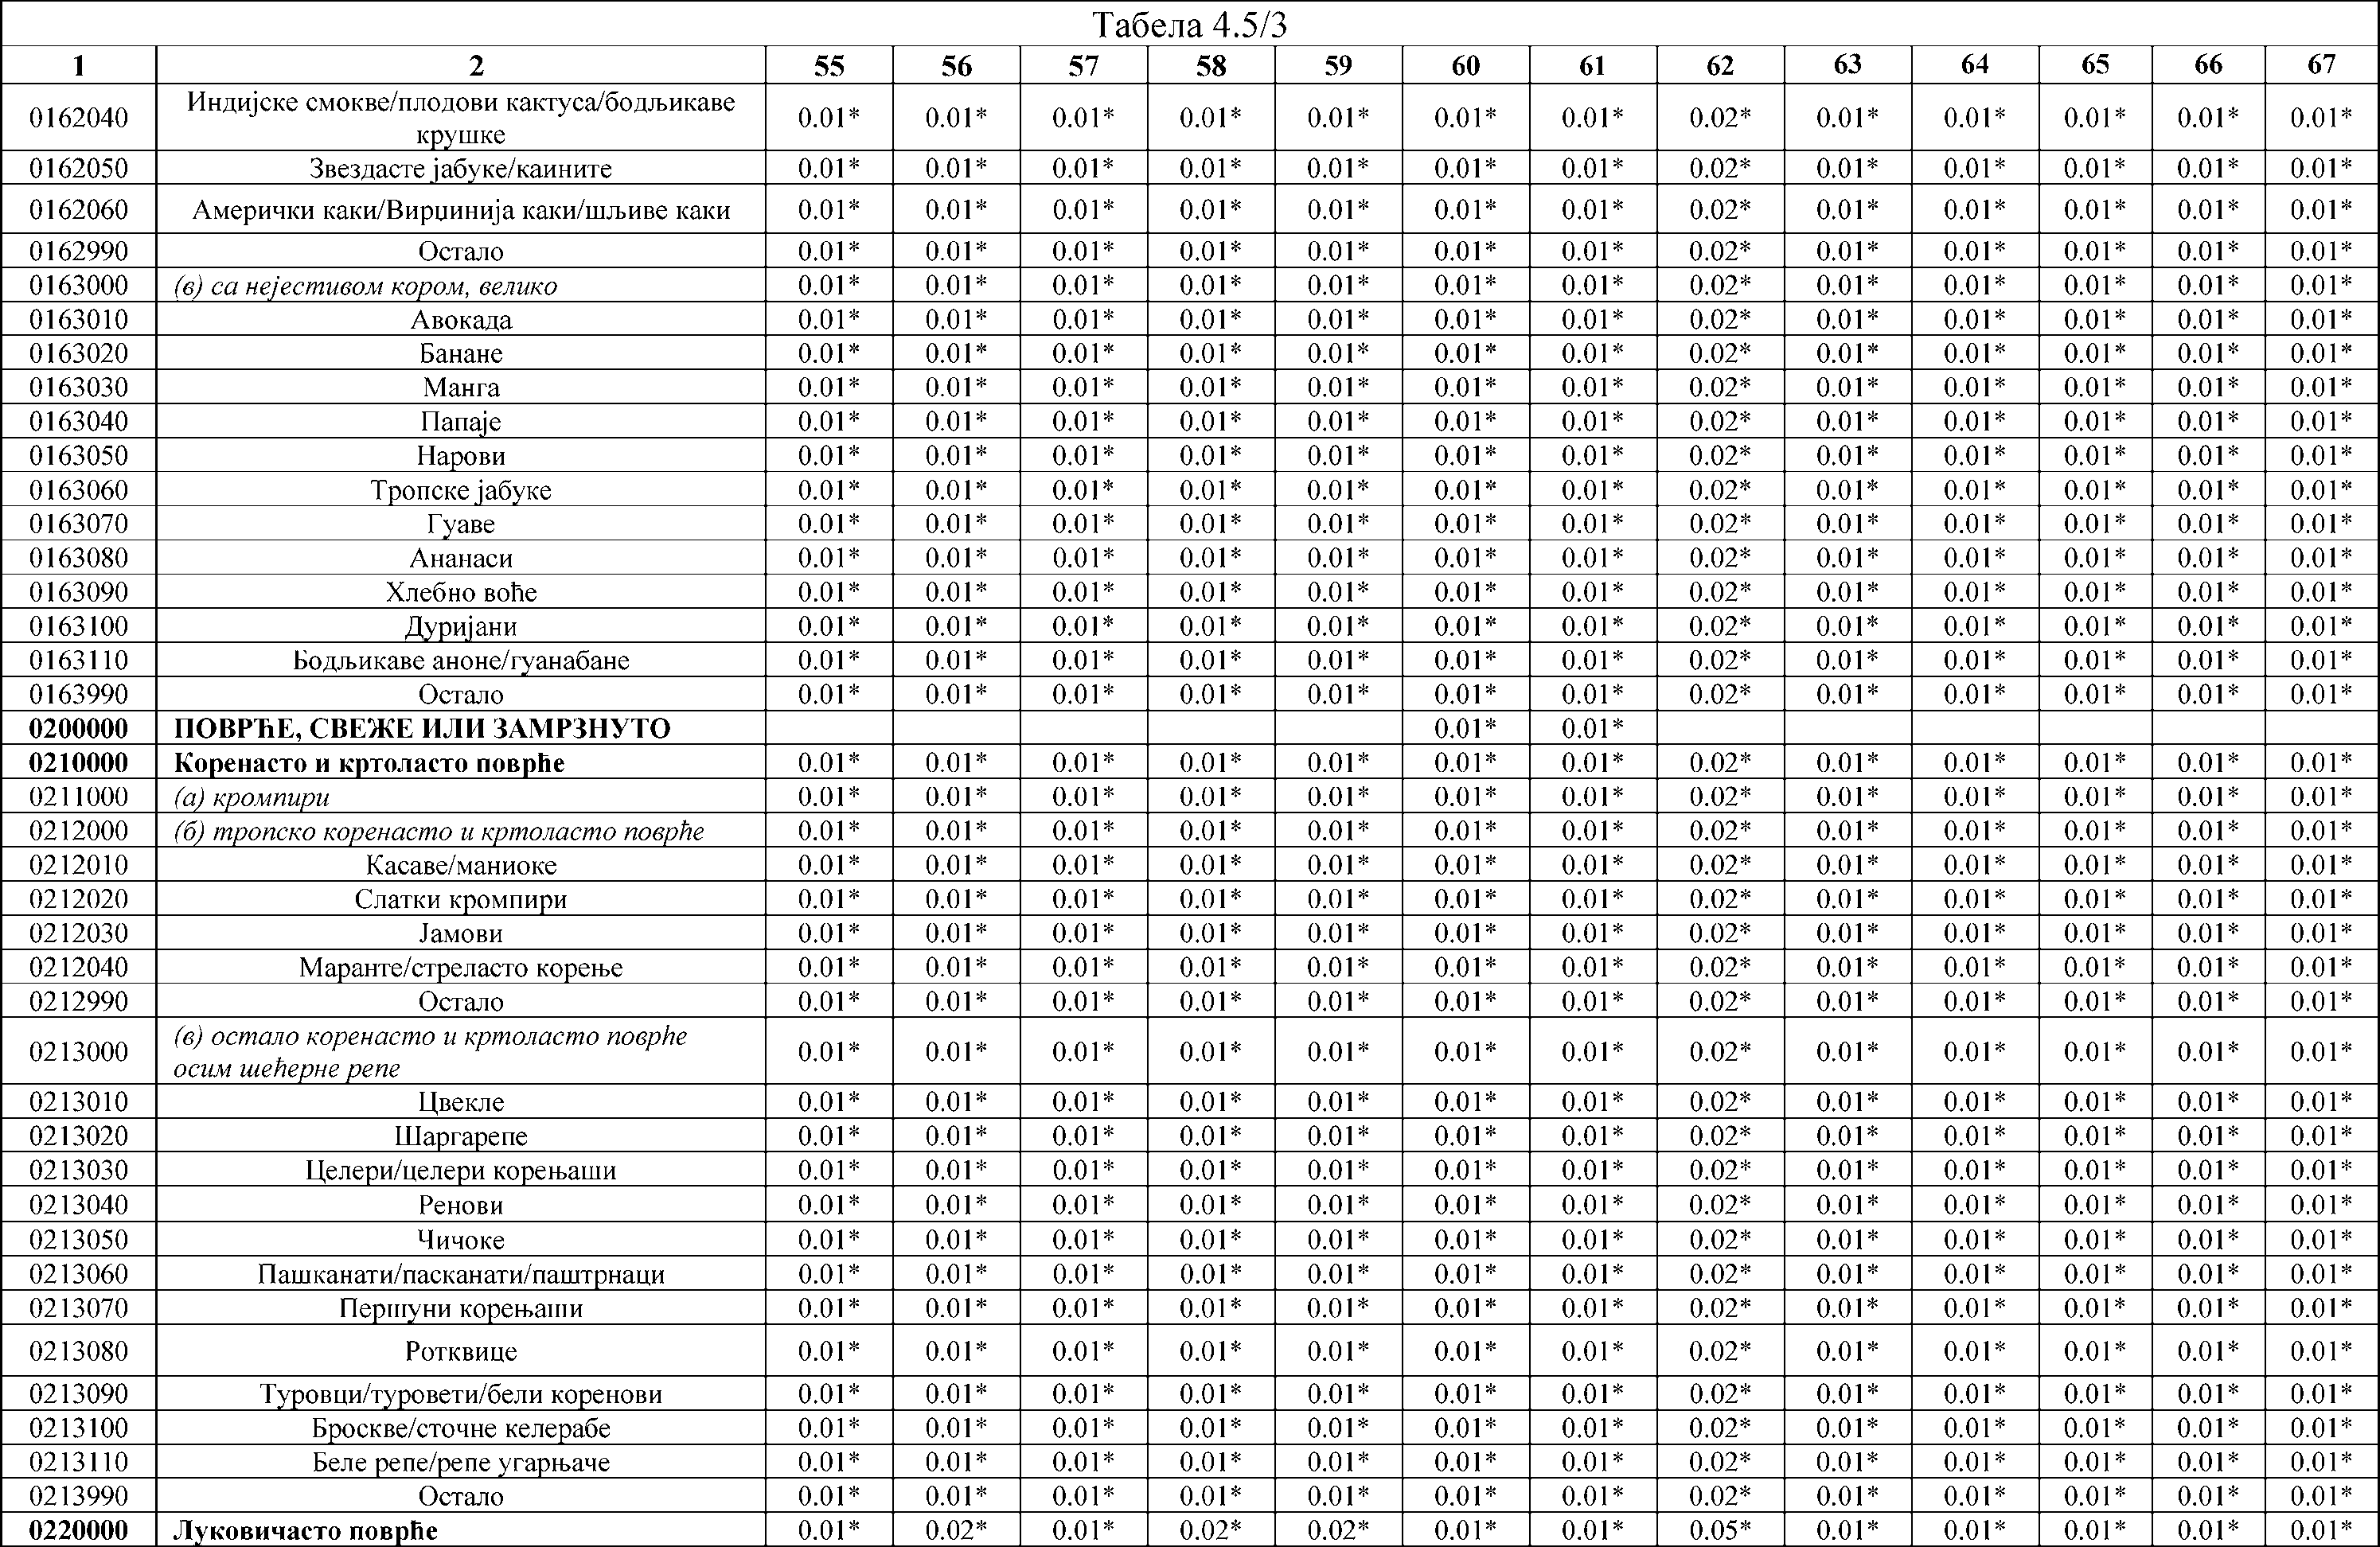 Табела 4.5/3
1 2 55 56 57 58 59 60 61 62 63 64 65 66 67
0162040 Индијске смокве/плодови кактуса/бодљикаве
крушке 0.01* 0.01* 0.01* 0.01* 0.01* 0.01* 0.01* 0.02* 0.01* 0.01* 0.01* 0.01* 0.01*
0162050 Звездасте јабуке/каините 0.01* 0.01* 0.01* 0.01* 0.01* 0.01* 0.01* 0.02* 0.01* 0.01* 0.01* 0.01* 0.01*
0162060 Амерички каки/Вирџинија каки/шљиве каки 0.01* 0.01* 0.01* 0.01* 0.01* 0.01* 0.01* 0.02* 0.01* 0.01* 0.01* 0.01* 0.01*
0162990 Остало 0.01* 0.01* 0.01* 0.01* 0.01* 0.01* 0.01* 0.02* 0.01* 0.01* 0.01* 0.01* 0.01*
0163000 (в) са нејестивом кором, велико 0.01* 0.01* 0.01* 0.01* 0.01* 0.01* 0.01* 0.02* 0.01* 0.01* 0.01* 0.01* 0.01*
0163010 Авокада 0.01* 0.01* 0.01* 0.01* 0.01* 0.01* 0.01* 0.02* 0.01* 0.01* 0.01* 0.01* 0.01*
0163020 Банане 0.01* 0.01* 0.01* 0.01* 0.01* 0.01* 0.01* 0.02* 0.01* 0.01* 0.01* 0.01* 0.01*
0163030 Манга 0.01* 0.01* 0.01* 0.01* 0.01* 0.01* 0.01* 0.02* 0.01* 0.01* 0.01* 0.01* 0.01*
0163040 Папаје 0.01* 0.01* 0.01* 0.01* 0.01* 0.01* 0.01* 0.02* 0.01* 0.01* 0.01* 0.01* 0.01*
0163050 Нарови 0.01* 0.01* 0.01* 0.01* 0.01* 0.01* 0.01* 0.02* 0.01* 0.01* 0.01* 0.01* 0.01*
0163060 Тропске јабуке 0.01* 0.01* 0.01* 0.01* 0.01* 0.01* 0.01* 0.02* 0.01* 0.01* 0.01* 0.01* 0.01*
0163070 Гуаве 0.01* 0.01* 0.01* 0.01* 0.01* 0.01* 0.01* 0.02* 0.01* 0.01* 0.01* 0.01* 0.01*
0163080 Ананаси 0.01* 0.01* 0.01* 0.01* 0.01* 0.01* 0.01* 0.02* 0.01* 0.01* 0.01* 0.01* 0.01*
0163090 Хлебно воће 0.01* 0.01* 0.01* 0.01* 0.01* 0.01* 0.01* 0.02* 0.01* 0.01* 0.01* 0.01* 0.01*
0163100 Дуријани 0.01* 0.01* 0.01* 0.01* 0.01* 0.01* 0.01* 0.02* 0.01* 0.01* 0.01* 0.01* 0.01*
0163110 Бодљикаве аноне/гуанабане 0.01* 0.01* 0.01* 0.01* 0.01* 0.01* 0.01* 0.02* 0.01* 0.01* 0.01* 0.01* 0.01*
0163990 Остало 0.01* 0.01* 0.01* 0.01* 0.01* 0.01* 0.01* 0.02* 0.01* 0.01* 0.01* 0.01* 0.01*
0200000 ПОВРЋЕ, СВЕЖЕ ИЛИ ЗАМРЗНУТО 0.01* 0.01*
0210000 Коренасто и кртоласто поврће 0.01* 0.01* 0.01* 0.01* 0.01* 0.01* 0.01* 0.02* 0.01* 0.01* 0.01* 0.01* 0.01*
0211000 (а) кромпири 0.01* 0.01* 0.01* 0.01* 0.01* 0.01* 0.01* 0.02* 0.01* 0.01* 0.01* 0.01* 0.01*
0212000 (б) тропско коренасто и кртоласто поврће 0.01* 0.01* 0.01* 0.01* 0.01* 0.01* 0.01* 0.02* 0.01* 0.01* 0.01* 0.01* 0.01*
0212010 Касаве/маниоке 0.01* 0.01* 0.01* 0.01* 0.01* 0.01* 0.01* 0.02* 0.01* 0.01* 0.01* 0.01* 0.01*
0212020 Слатки кромпири 0.01* 0.01* 0.01* 0.01* 0.01* 0.01* 0.01* 0.02* 0.01* 0.01* 0.01* 0.01* 0.01*
0212030 Јамови 0.01* 0.01* 0.01* 0.01* 0.01* 0.01* 0.01* 0.02* 0.01* 0.01* 0.01* 0.01* 0.01*
0212040 Маранте/стреласто корење 0.01* 0.01* 0.01* 0.01* 0.01* 0.01* 0.01* 0.02* 0.01* 0.01* 0.01* 0.01* 0.01*
0212990 Остало 0.01* 0.01* 0.01* 0.01* 0.01* 0.01* 0.01* 0.02* 0.01* 0.01* 0.01* 0.01* 0.01*
0213000 (в) остало коренасто и кртоласто поврће
осим шећерне репе 0.01* 0.01* 0.01* 0.01* 0.01* 0.01* 0.01* 0.02* 0.01* 0.01* 0.01* 0.01* 0.01*
0213010 Цвекле 0.01* 0.01* 0.01* 0.01* 0.01* 0.01* 0.01* 0.02* 0.01* 0.01* 0.01* 0.01* 0.01*
0213020 Шаргарепе 0.01* 0.01* 0.01* 0.01* 0.01* 0.01* 0.01* 0.02* 0.01* 0.01* 0.01* 0.01* 0.01*
0213030 Целери/целери корењаши 0.01* 0.01* 0.01* 0.01* 0.01* 0.01* 0.01* 0.02* 0.01* 0.01* 0.01* 0.01* 0.01*
0213040 Ренови 0.01* 0.01* 0.01* 0.01* 0.01* 0.01* 0.01* 0.02* 0.01* 0.01* 0.01* 0.01* 0.01*
0213050 Чичоке 0.01* 0.01* 0.01* 0.01* 0.01* 0.01* 0.01* 0.02* 0.01* 0.01* 0.01* 0.01* 0.01*
0213060 Пашканати/пасканати/паштрнаци 0.01* 0.01* 0.01* 0.01* 0.01* 0.01* 0.01* 0.02* 0.01* 0.01* 0.01* 0.01* 0.01*
0213070 Першуни корењаши 0.01* 0.01* 0.01* 0.01* 0.01* 0.01* 0.01* 0.02* 0.01* 0.01* 0.01* 0.01* 0.01*
0213080 Ротквице 0.01* 0.01* 0.01* 0.01* 0.01* 0.01* 0.01* 0.02* 0.01* 0.01* 0.01* 0.01* 0.01*
0213090 Туровци/туровети/бели коренови 0.01* 0.01* 0.01* 0.01* 0.01* 0.01* 0.01* 0.02* 0.01* 0.01* 0.01* 0.01* 0.01*
0213100 Броскве/сточне келерабе 0.01* 0.01* 0.01* 0.01* 0.01* 0.01* 0.01* 0.02* 0.01* 0.01* 0.01* 0.01* 0.01*
0213110 Беле репе/репе угарњаче 0.01* 0.01* 0.01* 0.01* 0.01* 0.01* 0.01* 0.02* 0.01* 0.01* 0.01* 0.01* 0.01*
0213990 Остало 0.01* 0.01* 0.01* 0.01* 0.01* 0.01* 0.01* 0.02* 0.01* 0.01* 0.01* 0.01* 0.01*
0220000 Луковичасто поврће 0.01* 0.02* 0.01* 0.02* 0.02* 0.01* 0.01* 0.05* 0.01* 0.01* 0.01* 0.01* 0.01*